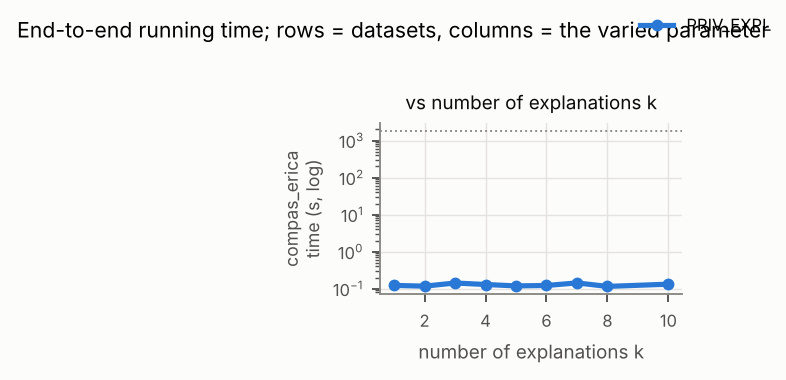 End-to-end running time; rows = datasets, columns = the varied parameter
PRIV_EXPL
vs number of explanations k
compas_erica
time (s, log)
10³
10²
10¹
10⁰
10⁻¹
2 4 6 8 10
number of explanations k